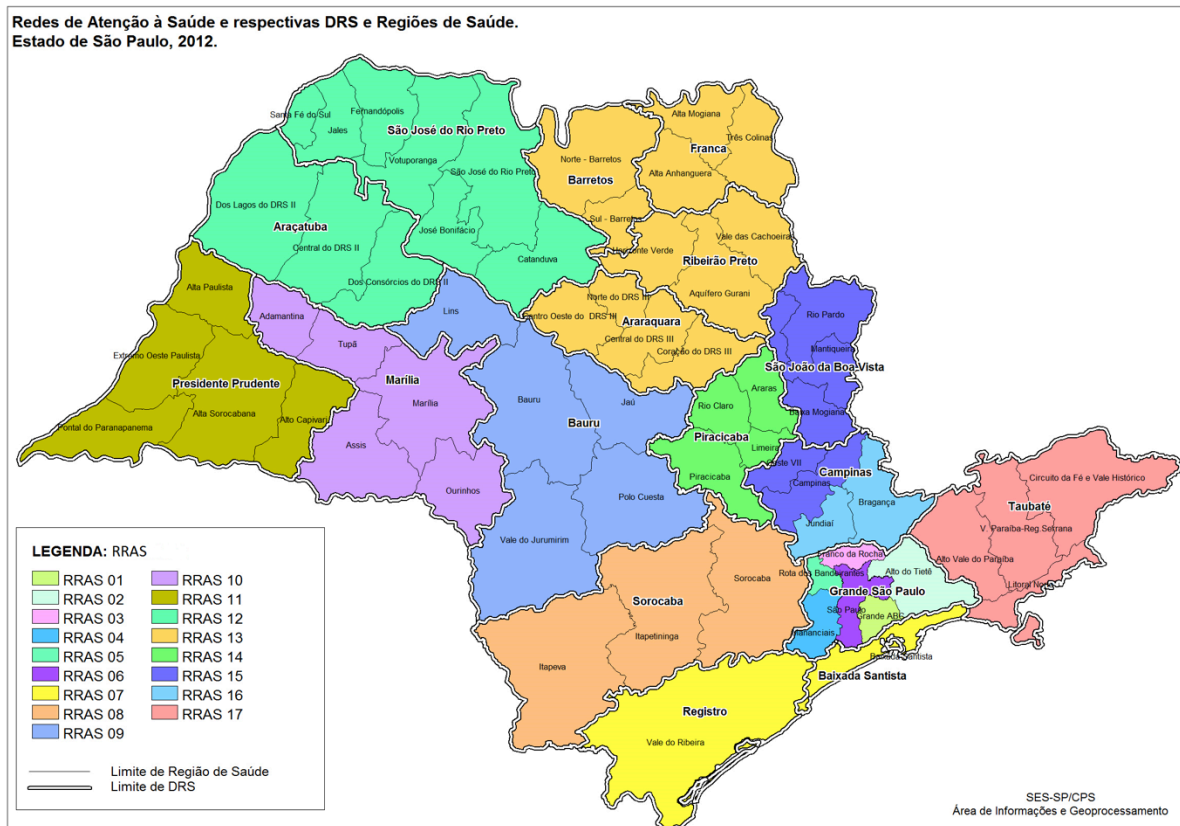 Redes de Atenção à Saúde e respectivas DRS e Regiões de Saúde.
Estado de São Paulo, 2012.
Santa Fé do Sul
Fernandópolis
Jales
São José do Rio Preto
Votuporanga
São José do Rio Preto
Dos Lagos do DRS II
Araçatuba
Central do DRS II
José Bonifácio
Catanduva
Dos Consórcios do DRS II
Alta Mogiana
Três Colinas
Franca
Norte - Barretos
Barretos
Alta Anhanguera
Sul - Barretos
Vale das Cachoeiras
Horizonte Verde
Ribeirão Preto
Aquífero Gurani
Norte do DRS III
Centro Oeste do DRS III
Araraquara
Central do DRS III
Coração do DRS III
Alta Paulista
Adamantina
Lins
Tupã
Extremo Oeste Paulista
Presidente Prudente
Marília
Marília
Alta Sorocabana
Alto Capivari
Pontal do Paranapanema
Assis
Ourinhos
Bauru
Jaú
Bauru
Polo Cuesta
Vale do Jurumirim
Rio Pardo
Mantiqueira
São João da Boa Vista
Baixa Mogiana
Araras
Rio Claro
Piracicaba
Limeira
Piracicaba
Oeste VII
Campinas
Campinas
Bragança
Jundiaí
Circuito da Fé e Vale Histórico
Taubaté
V. Paraíba-Reg.Serrana
Alto Vale do Paraíba
Litoral Norte
Franco da Rocha
Rota dos Bandeirantes
Alto do Tietê
Grande São Paulo
São Paulo
Grande ABC
Mananciais
Sorocaba
Sorocaba
Itapetininga
Itapeva
Baixada Santista
Baixada Santista
Registro
Vale do Ribeira
LEGENDA: RRAS
RRAS 01
RRAS 02
RRAS 03
RRAS 04
RRAS 05
RRAS 06
RRAS 07
RRAS 08
RRAS 09
RRAS 10
RRAS 11
RRAS 12
RRAS 13
RRAS 14
RRAS 15
RRAS 16
RRAS 17
Limite de Região de Saúde
Limite de DRS
SES-SP/CPS
Área de Informações e Geoprocessamento